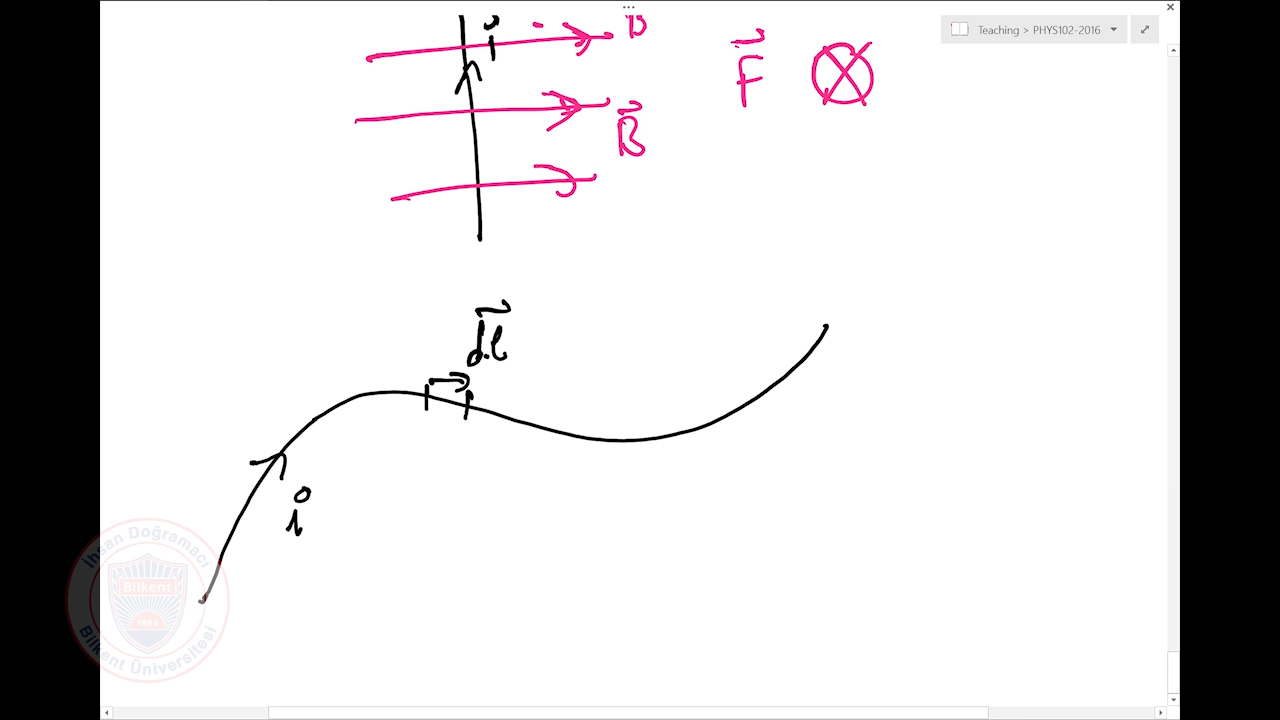 Teaching > PHYS102-2016
i
B
F
B
dl
i
İhsan Doğramacı
Bilkent
1984
Bilkent Üniversitesi